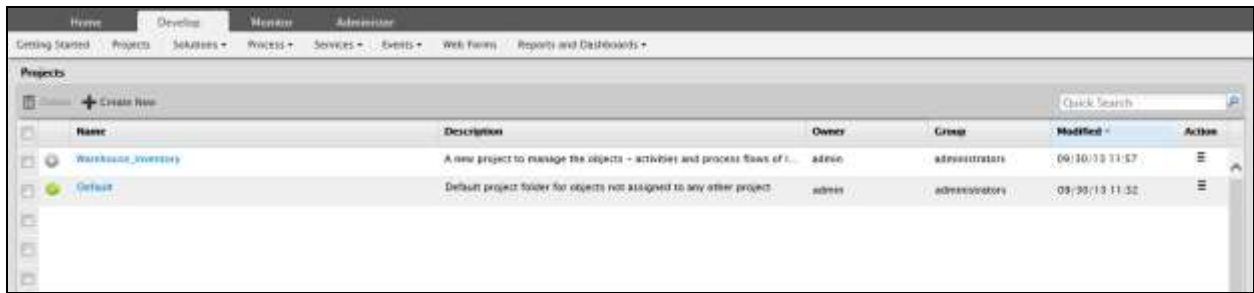 Home Develop Monitor Administer
Getting Started Projects Solutions Process Services Events Web Forms Reports and Dashboards
Projects
Delete Create New Quick Search
Name Description Owner Group Modified Action
Warehouse_Inventory A new project to manage the objects - activities and process flows of i... admin administrators 09/30/13 11:57
Default Default project folder for objects not assigned to any other project admin administrators 09/30/13 11:32